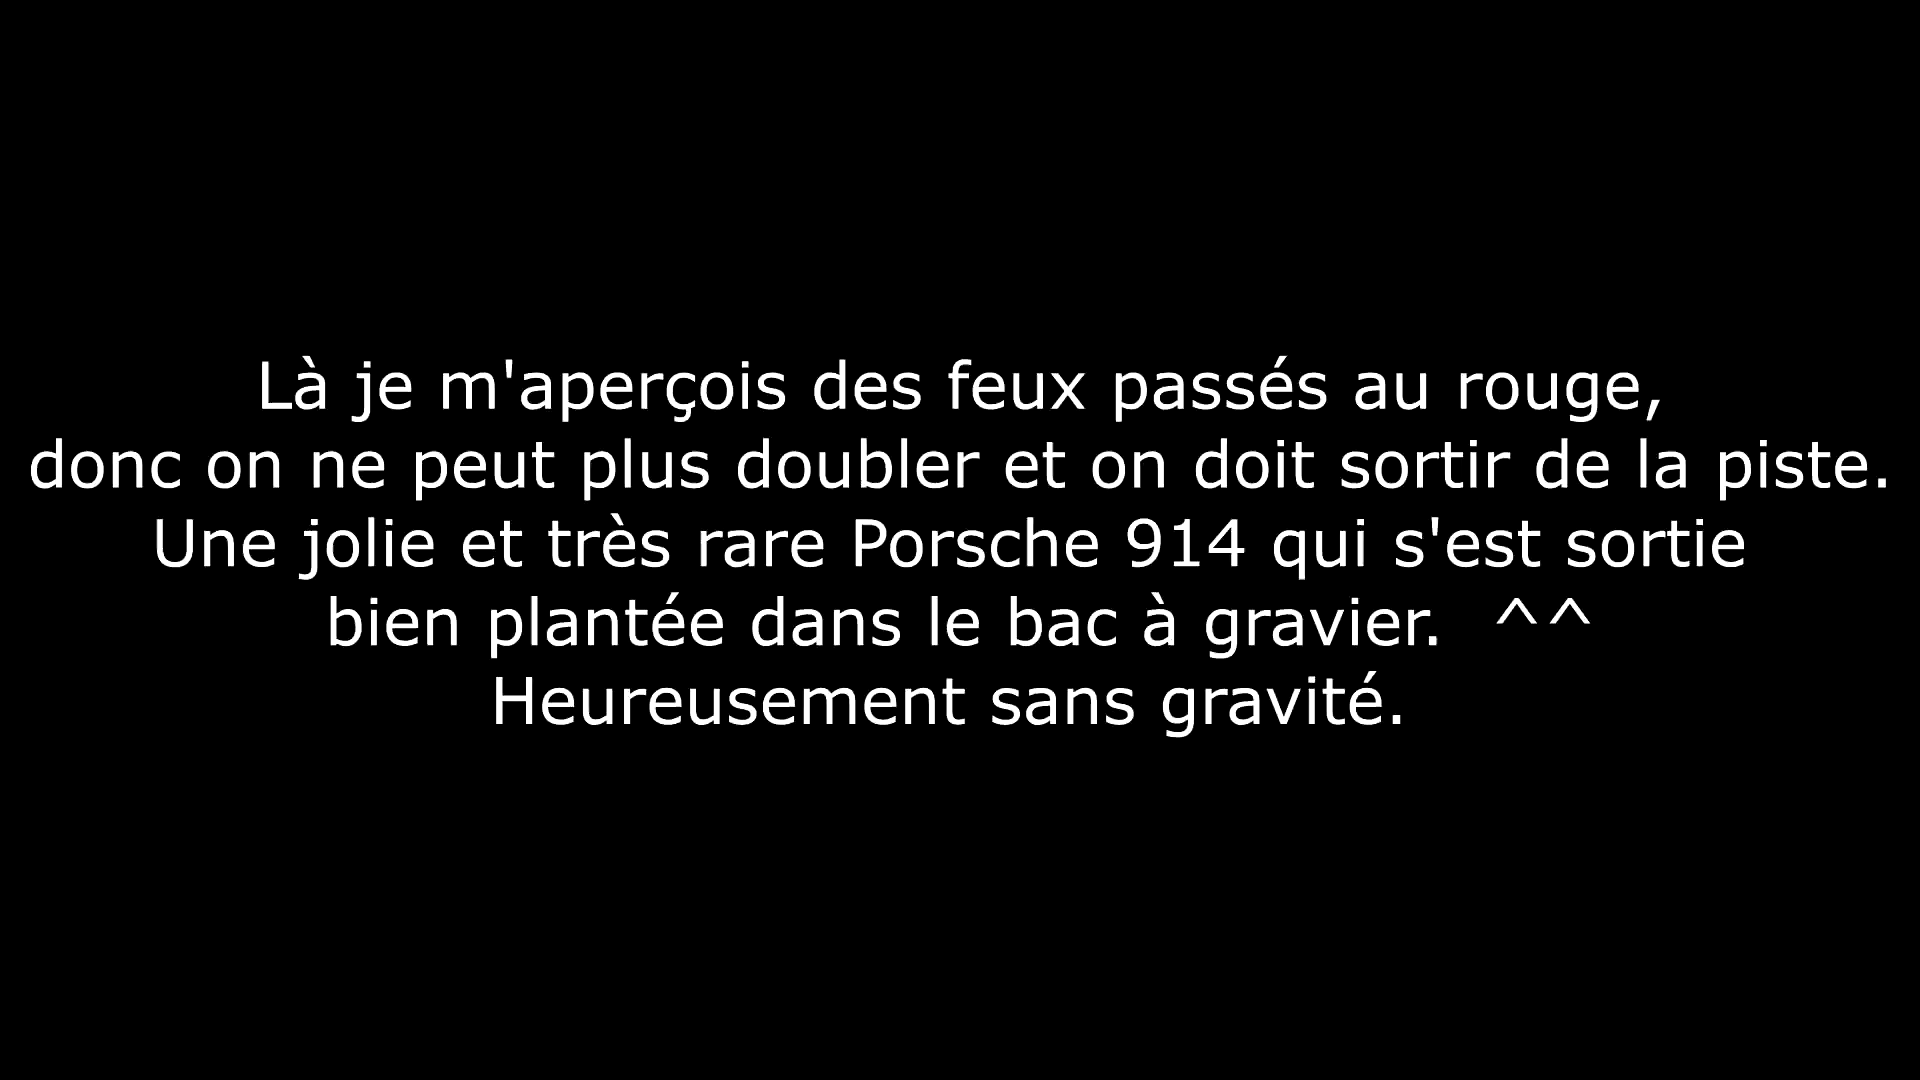 Là je m'aperçois des feux passés au rouge,
donc on ne peut plus doubler et on doit sortir de la piste.
Une jolie et très rare Porsche 914 qui s'est sortie
bien plantée dans le bac à gravier.  ^^
Heureusement sans gravité.